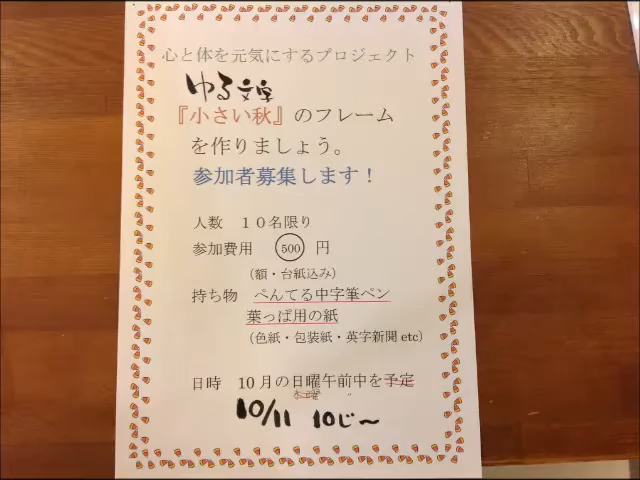 心と体を元気にするプロジェクト
ゆる文字
『小さい秋』のフレーム
を作りましょう。
参加者募集します！
人数 １０名限り
参加費用 500 円
（額・台紙込み）
持ち物 ぺんてる中字筆ペン
葉っぱ用の紙
（色紙・包装紙・英字新聞 etc）
日時 10月の日曜午前中を予定
木曜 〃
10/11 10じ〜